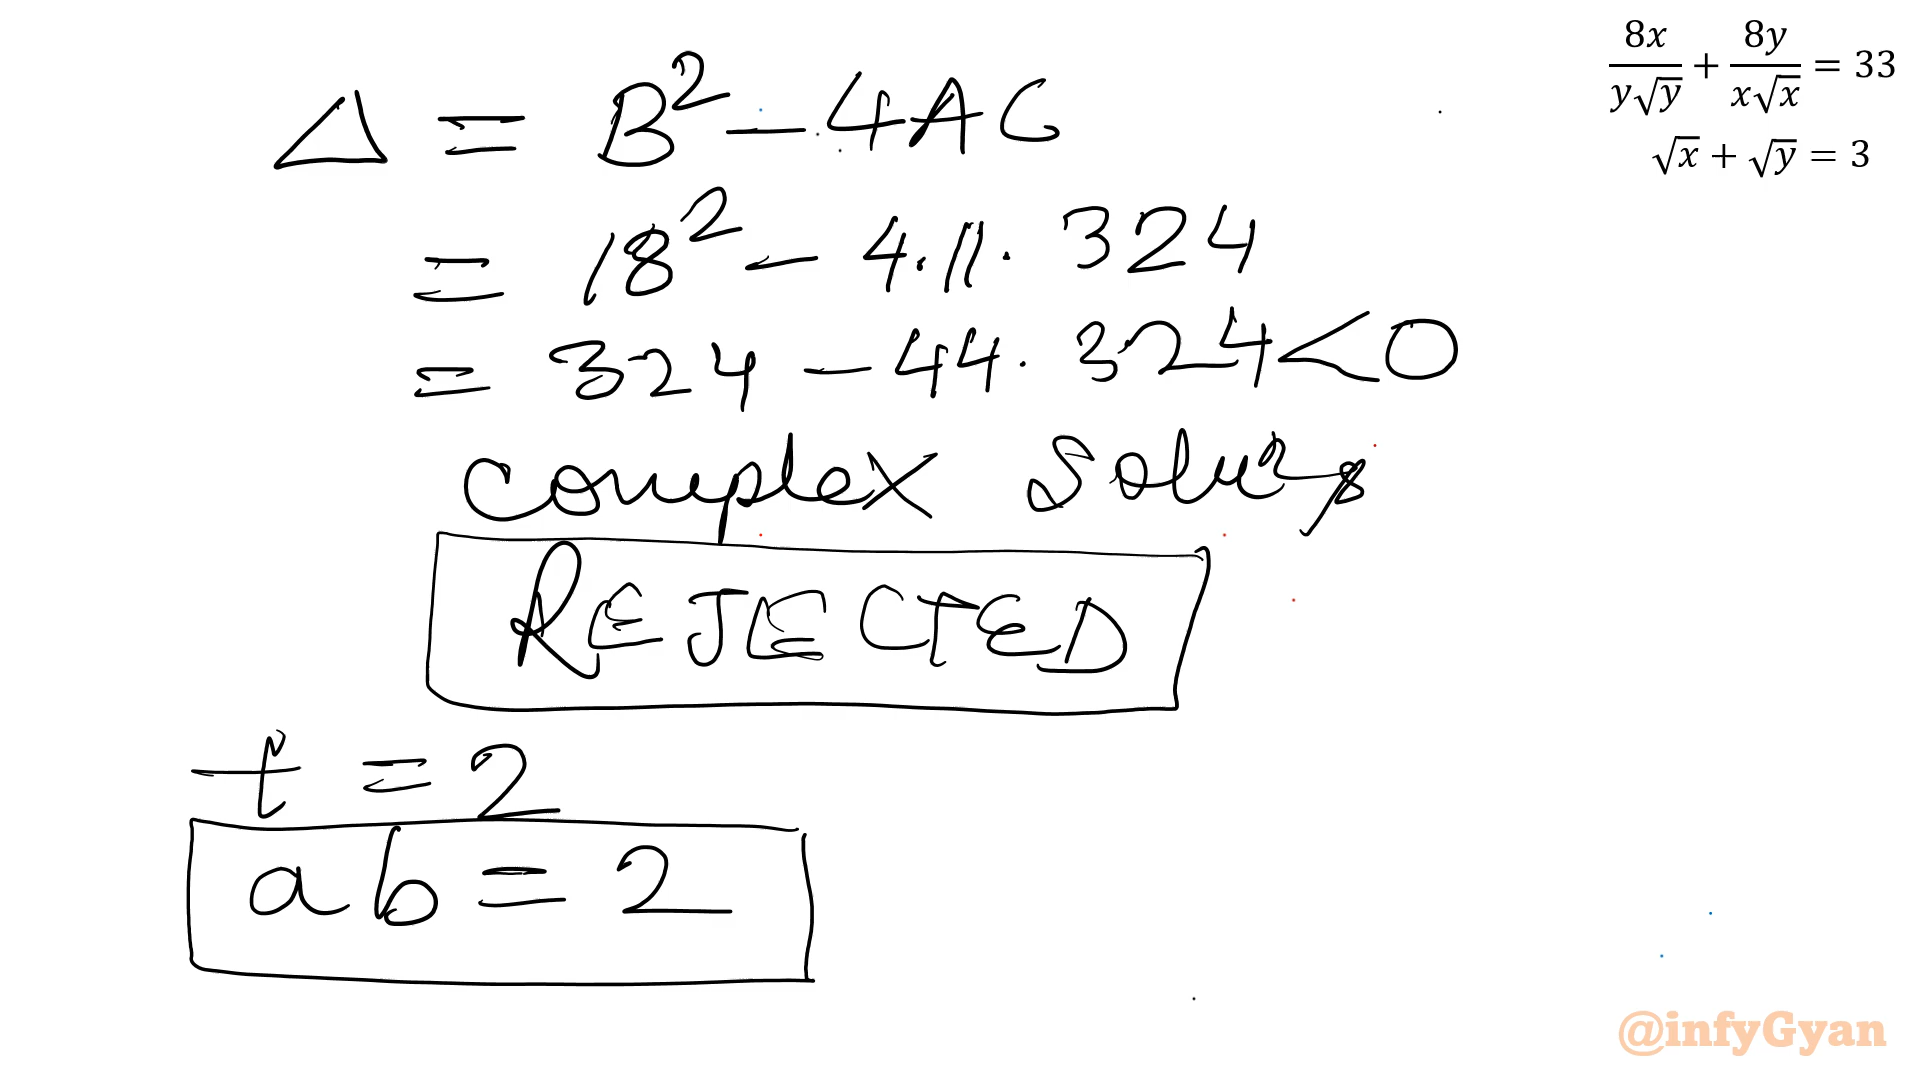 Δ = B² - 4AC
= 18² - 4.11.324
= 324 - 44.324 < 0
complex
REJECTED
t = 2
ab = 2
8x/(y√y) + 8y/(x√x) = 33
√x + √y = 3
@infyGyan